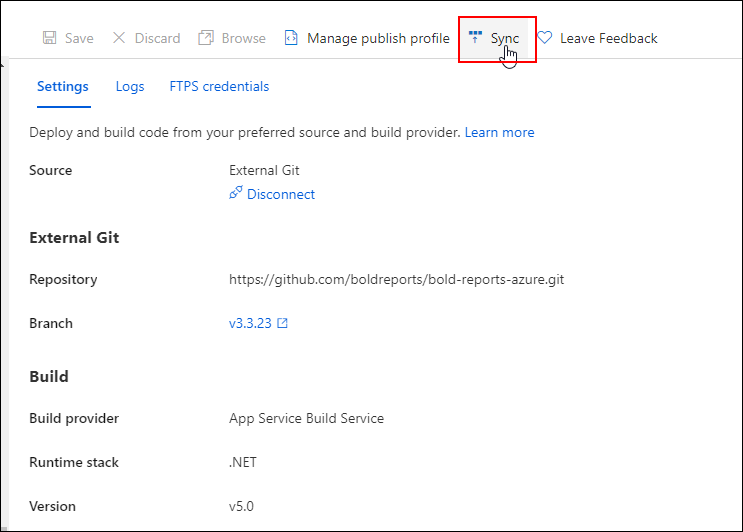 Save Discard Browse Manage publish profile Sync Leave Feedback
Settings Logs FTPS credentials
Deploy and build code from your preferred source and build provider. Learn more
Source External Git
Disconnect
External Git
Repository https://github.com/boldreports/bold-reports-azure.git
Branch v3.3.23
Build
Build provider App Service Build Service
Runtime stack .NET
Version v5.0